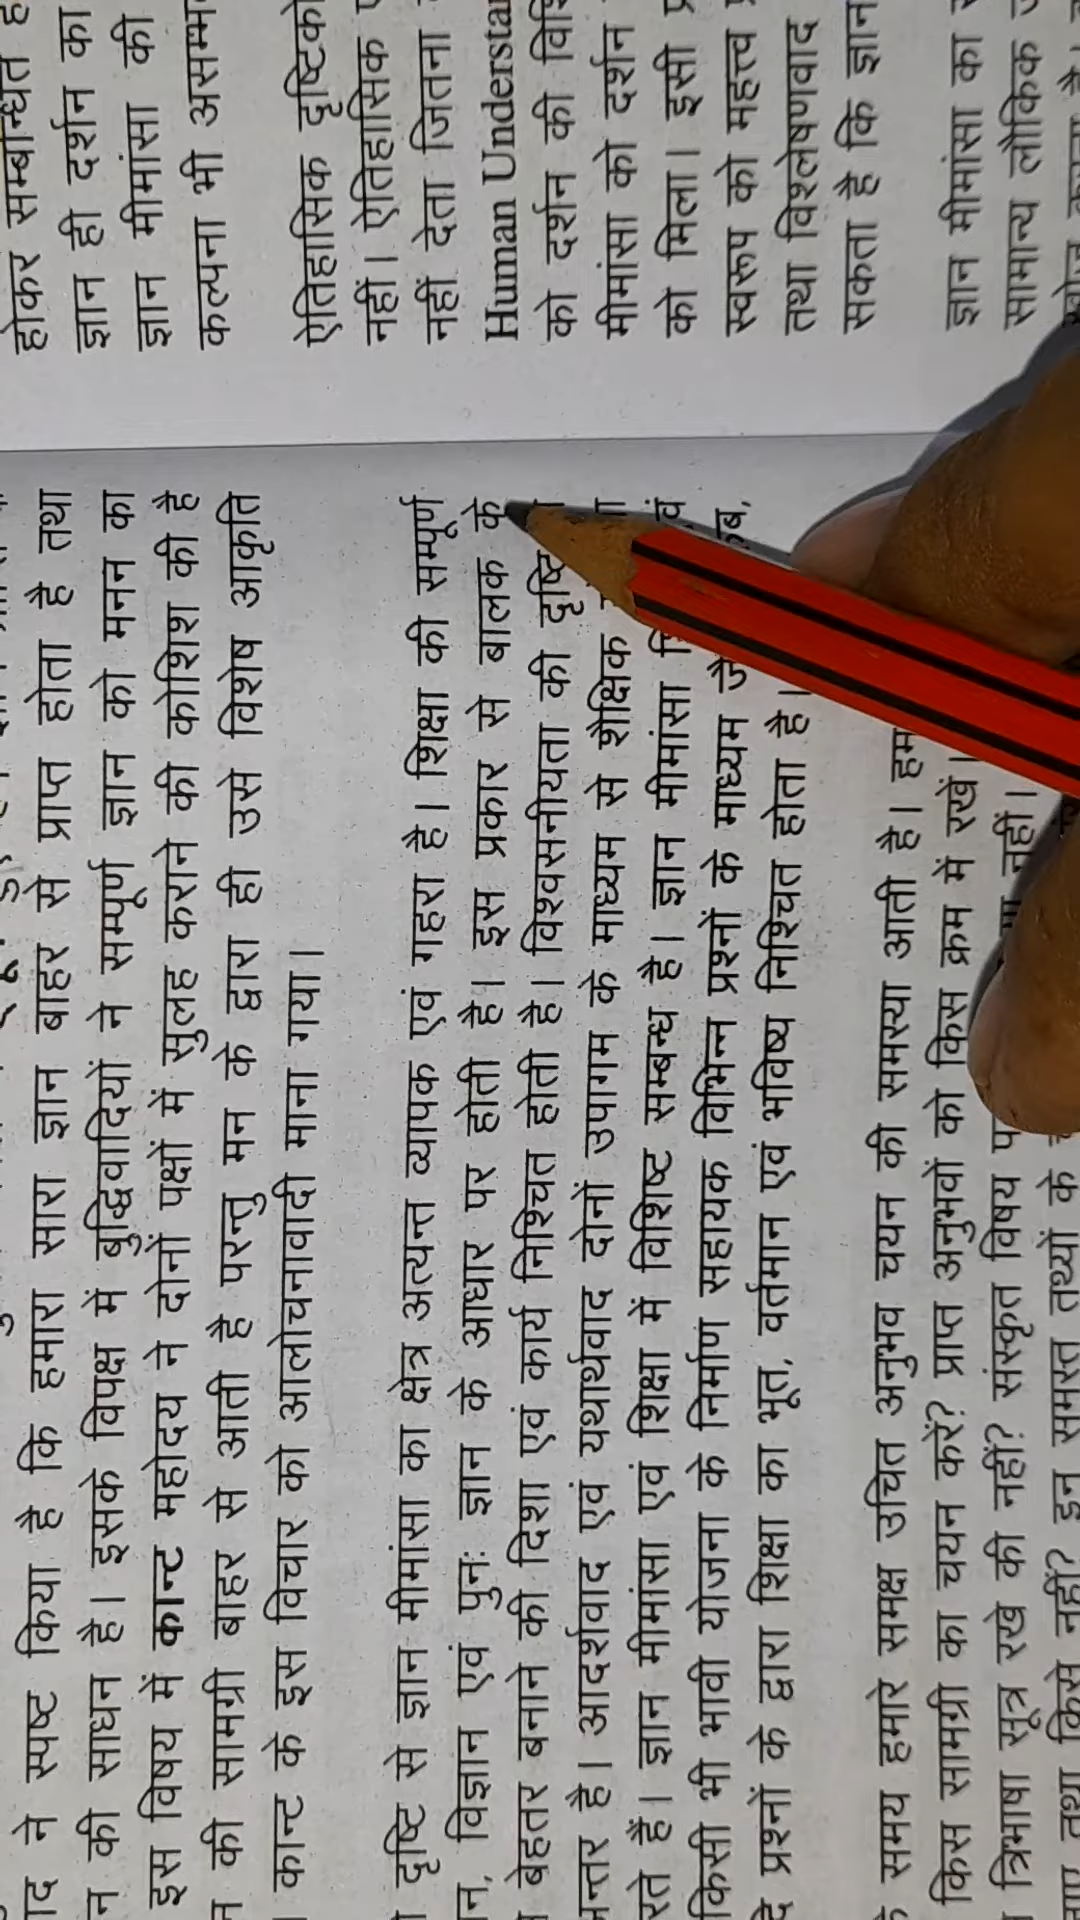 ने स्पष्ट किया है कि हमारा सारा ज्ञान बाहर से प्राप्त होता है तथा
की साधन है। इसके विपक्ष में बुद्धिवादियों ने सम्पूर्ण ज्ञान को मनन का
इस विषय में कान्ट महोदय ने दोनों पक्षों में सुलह कराने की कोशिश की है
की सामग्री बाहर से आती है परन्तु मन के द्वारा ही उसे विशेष आकृति
कान्ट के इस विचार को आलोचनावादी माना गया।
दृष्टि से ज्ञान मीमांसा का क्षेत्र अत्यन्त व्यापक एवं गहरा है। शिक्षा की सम्पूर्ण
विज्ञान एवं पुनः ज्ञान के आधार पर होती है। इस प्रकार से बालक के
बेहतर बनाने की दिशा एवं कार्य निश्चित होती है। विश्वसनीयता की दृष्टि
है। आदर्शवाद एवं यथार्थवाद दोनों उपागम के माध्यम से शैक्षिक
हैं। ज्ञान मीमांसा एवं शिक्षा में विशिष्ट सम्बन्ध है। ज्ञान मीमांसा
किसी भी भावी योजना के निर्माण सहायक विभिन्न प्रश्नों के माध्यम
प्रश्नों के द्वारा शिक्षा का भूत, वर्तमान एवं भविष्य निश्चित होता है।
समय हमारे समक्ष उचित अनुभव चयन की समस्या आती है।
किस सामग्री का चयन करें? प्राप्त अनुभवों को किस क्रम में रखें।
त्रिभाषा सूत्र रखे की नहीं? संस्कृत विषय नहीं।
किसे नहीं? इन समस्त तथ्यों के
होकर सम्बन्धित
ज्ञान ही दर्शन का
ज्ञान मीमांसा की
कल्पना भी
ऐतिहासिक
नहीं। ऐतिहासिक
नहीं देता जितना
Human
को दर्शन की
मीमांसा को दर्शन
को मिला। इसी
स्वरूप को महत्त्व
तथा विश्लेषणवाद
सकता है कि ज्ञान
ज्ञान मीमांसा का
सामान्य लौकिक